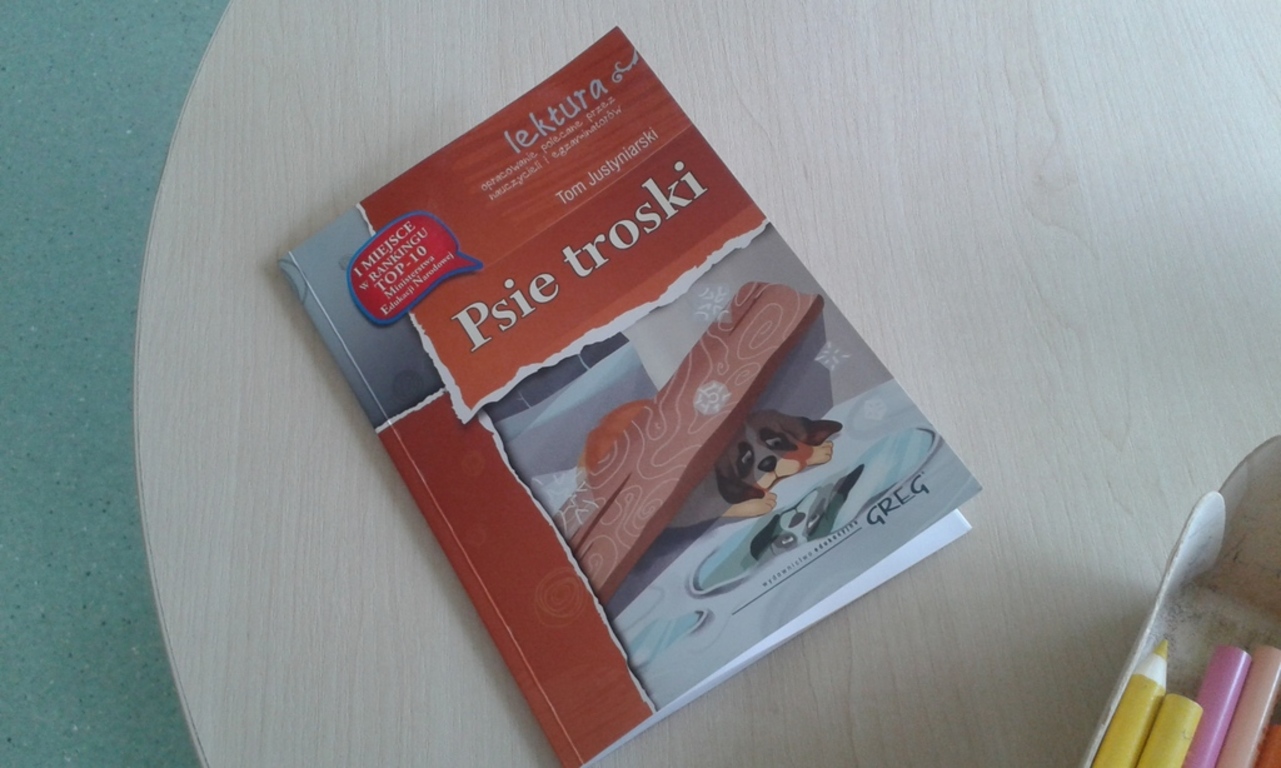 lektura
opracowanie polecane przez
nauczycieli i egzaminatorów
Tom Justyniarski
Psie troski
I MIEJSCE
W RANKINGU
TOP-10
Ministerstwa
Edukacji Narodowej
wydawnictwo edukacyjne GREG